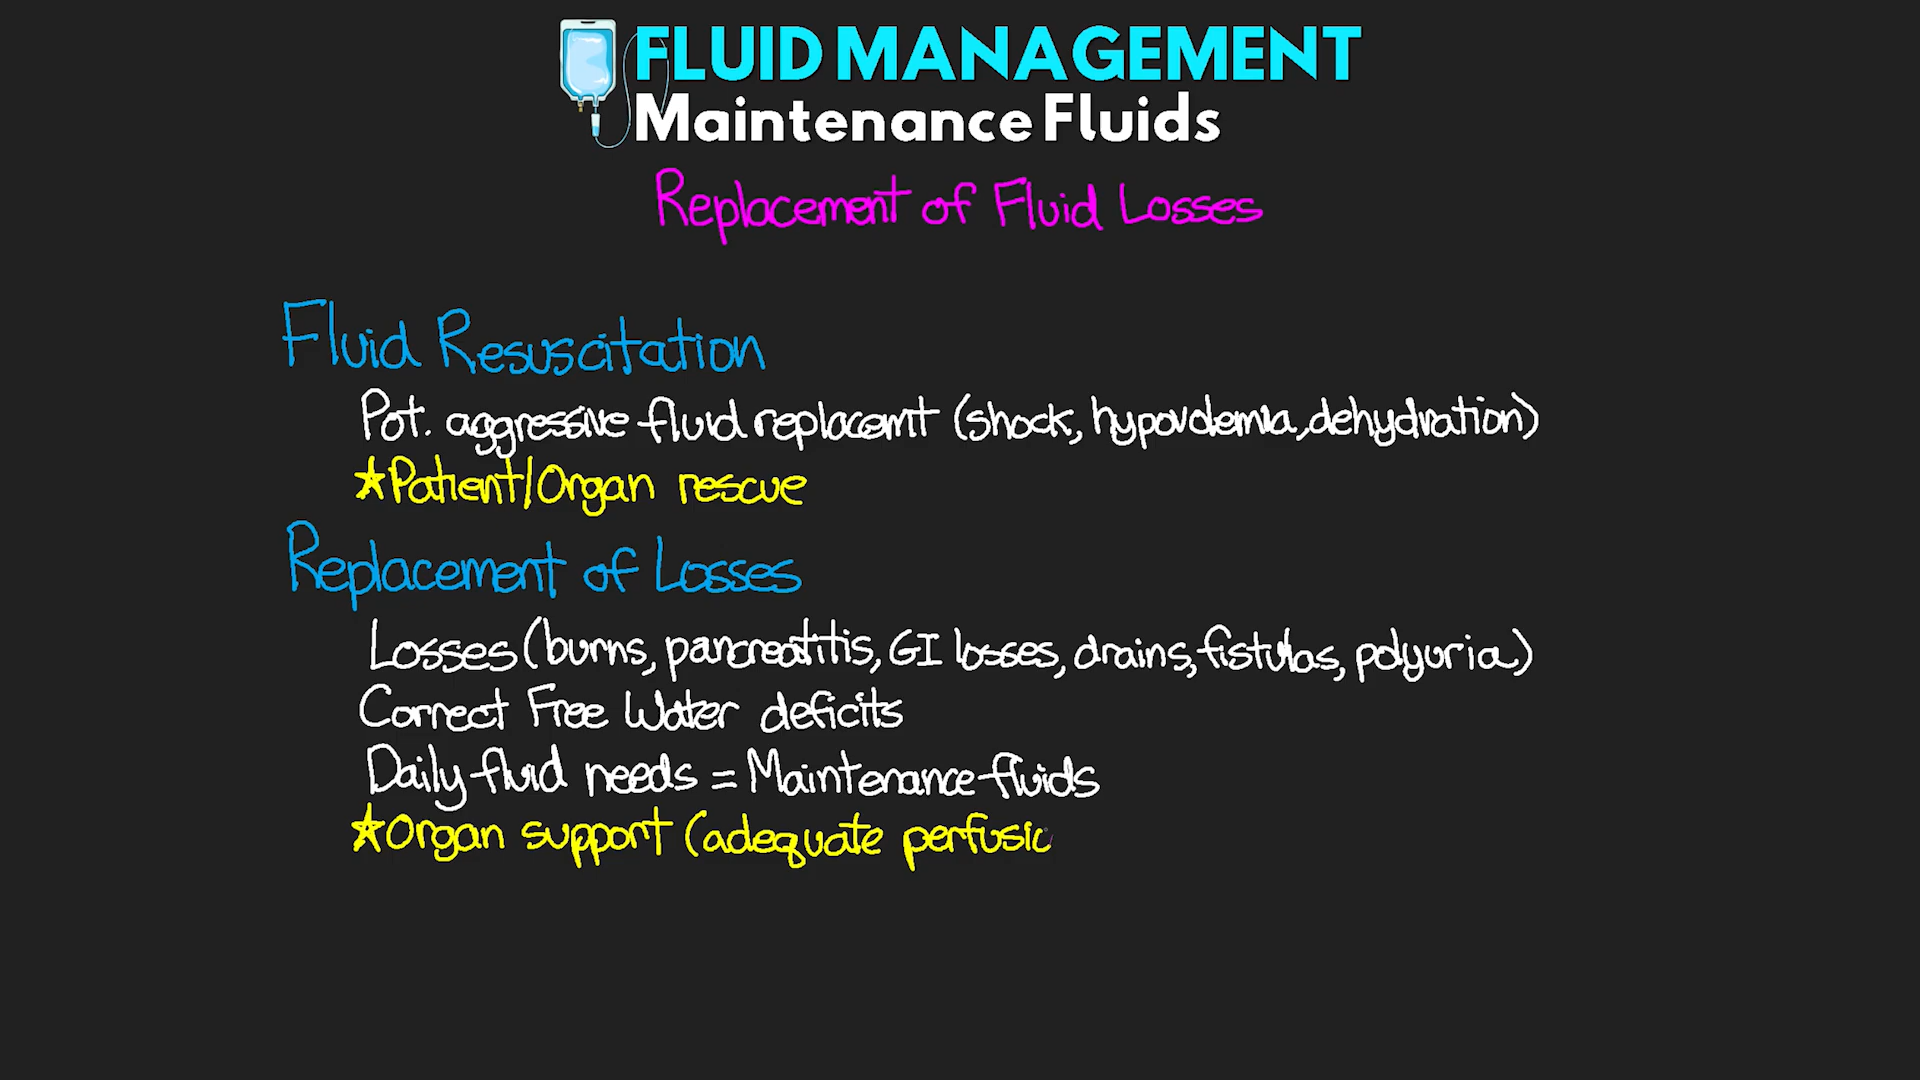 FLUID MANAGEMENT
Maintenance Fluids
Replacement of Fluid Losses
Fluid Resuscitation
Pot. aggressive fluid replacemt (shock, hypovolemia, dehydration)
★Patient/Organ rescue
Replacement of Losses
Losses (burns, pancreatitis, GI losses, drains, fistulas, polyuria)
Correct Free Water deficits
Daily fluid needs = Maintenance fluids
★Organ support (adequate perfusio